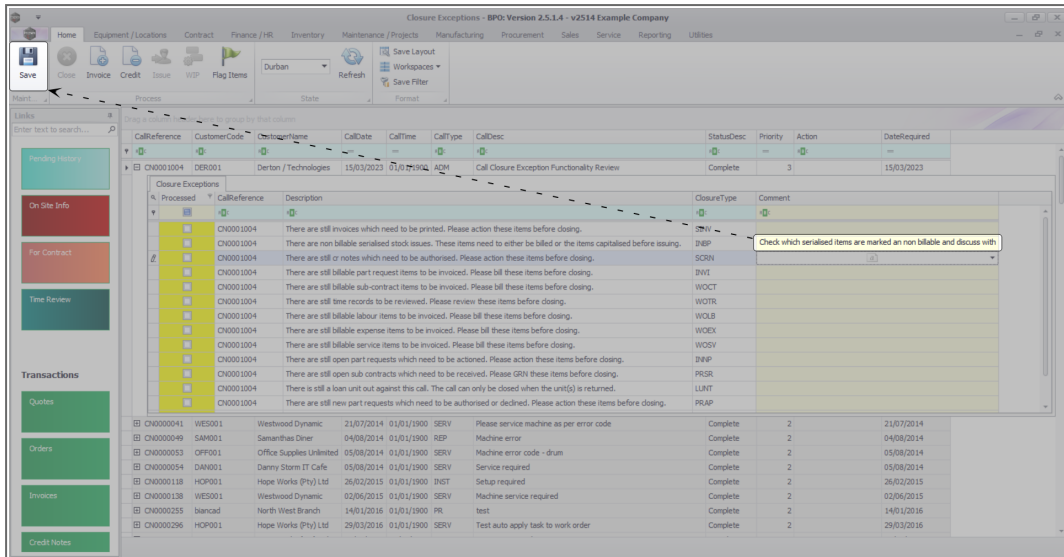 Closure Exceptions - BPO: Version 2.5.1.4 - v2514 Example Company
Home Equipment / Locations Contract Finance / HR Inventory Maintenance / Projects Manufacturing Procurement Sales Service Reporting Utilities
Save Close Invoice Credit Issue WIP Flag Items Durban Refresh Save Layout
Workspaces
Save Filter
Maint... Process State Format
Links
Enter text to search...
Pending History
On Site Info
For Contract
Time Review
Transactions
Quotes
Orders
Invoices
Credit Notes
Drag a column header here to group by that column
CallReference CustomerCode CustomerName CallDate CallTime CallType CallDesc StatusDesc Priority Action DateRequired
CN0001004 DER001 Derton / Technologies 15/03/2023 01/01/1900 ADM Call Closure Exception Functionality Review Complete 3 15/03/2023
Closure Exceptions
Processed CallReference Description ClosureType Comment
CN0001004 There are still invoices which need to be printed. Please action these items before closing. SINV
CN0001004 There are non billable serialised stock issues. These items need to either be billed or the items capitalised before issuing. INBP Check which serialised items are marked an non billable and discuss with
CN0001004 There are still cr notes which need to be authorised. Please action these items before closing. SCRN
CN0001004 There are still billable part request items to be invoiced. Please bill these items before closing. INVI
CN0001004 There are still billable sub-contract items to be invoiced. Please bill these items before closing. WOCT
CN0001004 There are still time records to be reviewed. Please review these items before closing. WOTR
CN0001004 There are still billable labour items to be invoiced. Please bill these items before closing. WOLB
CN0001004 There are still billable expense items to be invoiced. Please bill these items before closing. WOEX
CN0001004 There are still billable service items to be invoiced. Please bill these items before closing. WOSV
CN0001004 There are still open part requests which need to be actioned. Please action these items before closing. INNP
CN0001004 There are still open sub contracts which need to be received. Please GRN these items before closing. PRSR
CN0001004 There is still a loan unit out against this call. The call can only be closed when the unit(s) is returned. LUNT
CN0001004 There are still new part requests which need to be authorised or declined. Please action these items before closing. PRAP
CN0000041 WES001 Westwood Dynamic 21/07/2014 01/01/1900 SERV Please service machine as per error code Complete 2 21/07/2014
CN0000049 SAM001 Samanthas Diner 04/08/2014 01/01/1900 REP Machine error Complete 2 04/08/2014
CN0000053 OFF001 Office Supplies Unlimited 05/08/2014 01/01/1900 SERV Machine error code - drum Complete 2 05/08/2014
CN0000054 DAN001 Danny Storm IT Cafe 05/08/2014 01/01/1900 SERV Service required Complete 2 05/08/2014
CN0000118 HOP001 Hope Works (Pty) Ltd 26/02/2015 01/01/1900 INST Setup required Complete 2 26/02/2015
CN0000138 WES001 Westwood Dynamic 02/06/2015 01/01/1900 SERV Machine service required Complete 2 02/06/2015
CN0000255 biancad North West Branch 14/01/2016 01/01/1900 PR test Complete 2 14/01/2016
CN0000296 HOP001 Hope Works (Pty) Ltd 29/03/2016 01/01/1900 SERV Test auto apply task to work order Complete 2 29/03/2016